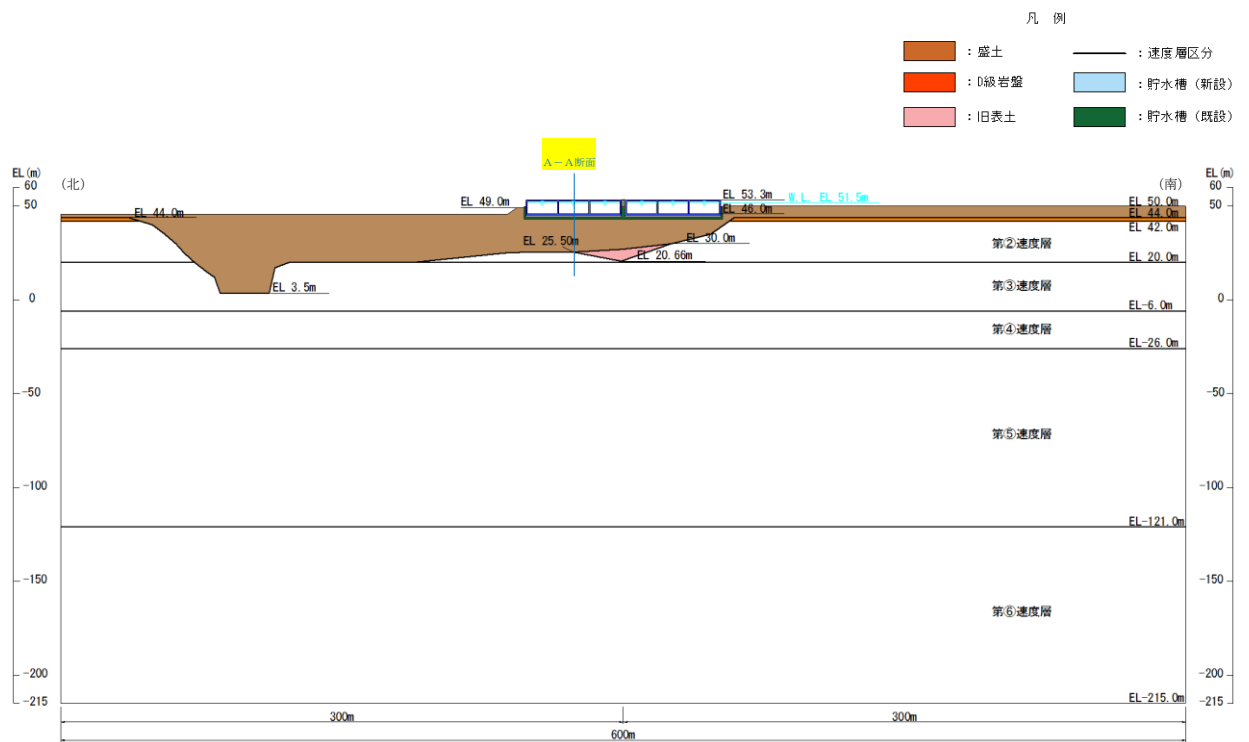 凡 例
：盛土
：速度層区分
：D級岩盤
：貯水槽（新設）
：旧表土
：貯水槽（既設）
A－A断面
EL(m)
EL(m)
(北)
(南)
60
50
0
-50
-100
-150
-200
-215
60
50
0
-50
-100
-150
-200
-215
EL 44.0m
EL 49.0m
EL 53.3m
W.L. EL 51.5m
EL 46.0m
EL 50.0m
EL 44.0m
EL 42.0m
EL 25.50m
EL 30.0m
第②速度層
EL 20.66m
EL 20.0m
EL 3.5m
第③速度層
EL-6.0m
第④速度層
EL-26.0m
第⑤速度層
EL-121.0m
第⑥速度層
EL-215.0m
300m
300m
600m